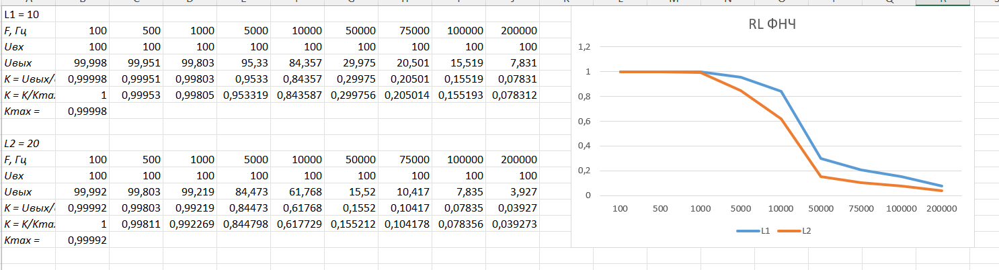 L1 = 10
F, Гц 100 500 1000 5000 10000 50000 75000 100000 200000
Uвх 100 100 100 100 100 100 100 100 100
Uвых 99,998 99,951 99,803 95,33 84,357 29,975 20,501 15,519 7,831
K = Uвых/ 0,99998 0,99951 0,99803 0,9533 0,84357 0,29975 0,20501 0,15519 0,07831
K = K/Kma 1 0,99953 0,99805 0,953319 0,843587 0,299756 0,205014 0,155193 0,078312
Kmax = 0,99998
L2 = 20
F, Гц 100 500 1000 5000 10000 50000 75000 100000 200000
Uвх 100 100 100 100 100 100 100 100 100
Uвых 99,992 99,803 99,219 84,473 61,768 15,52 10,417 7,835 3,927
K = Uвых/ 0,99992 0,99803 0,99219 0,84473 0,61768 0,1552 0,10417 0,07835 0,03927
K = K/Kma 1 0,99811 0,992269 0,844798 0,617729 0,155212 0,104178 0,078356 0,039273
Kmax = 0,99992
RL ФНЧ
1,2
1
0,8
0,6
0,4
0,2
0
100 500 1000 5000 10000 50000 75000 100000 200000
L1 L2